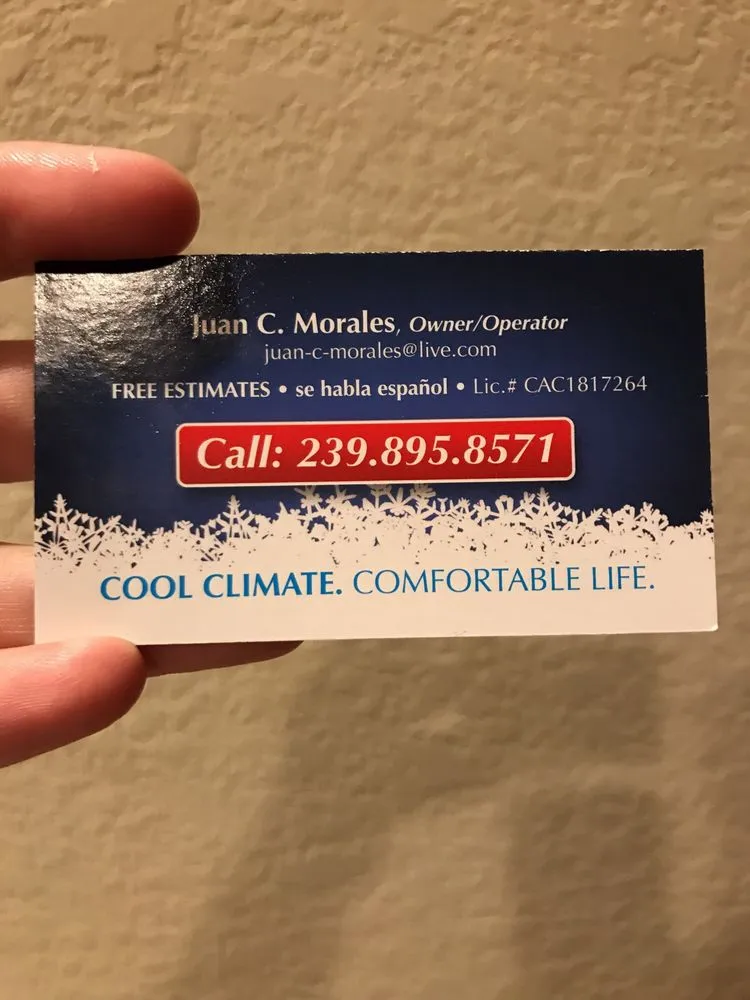 Juan C. Morales, Owner/Operator
juan-c-morales@live.com
FREE ESTIMATES • se habla español • Lic.# CAC1817264
Call: 239.895.8571
COOL CLIMATE. COMFORTABLE LIFE.